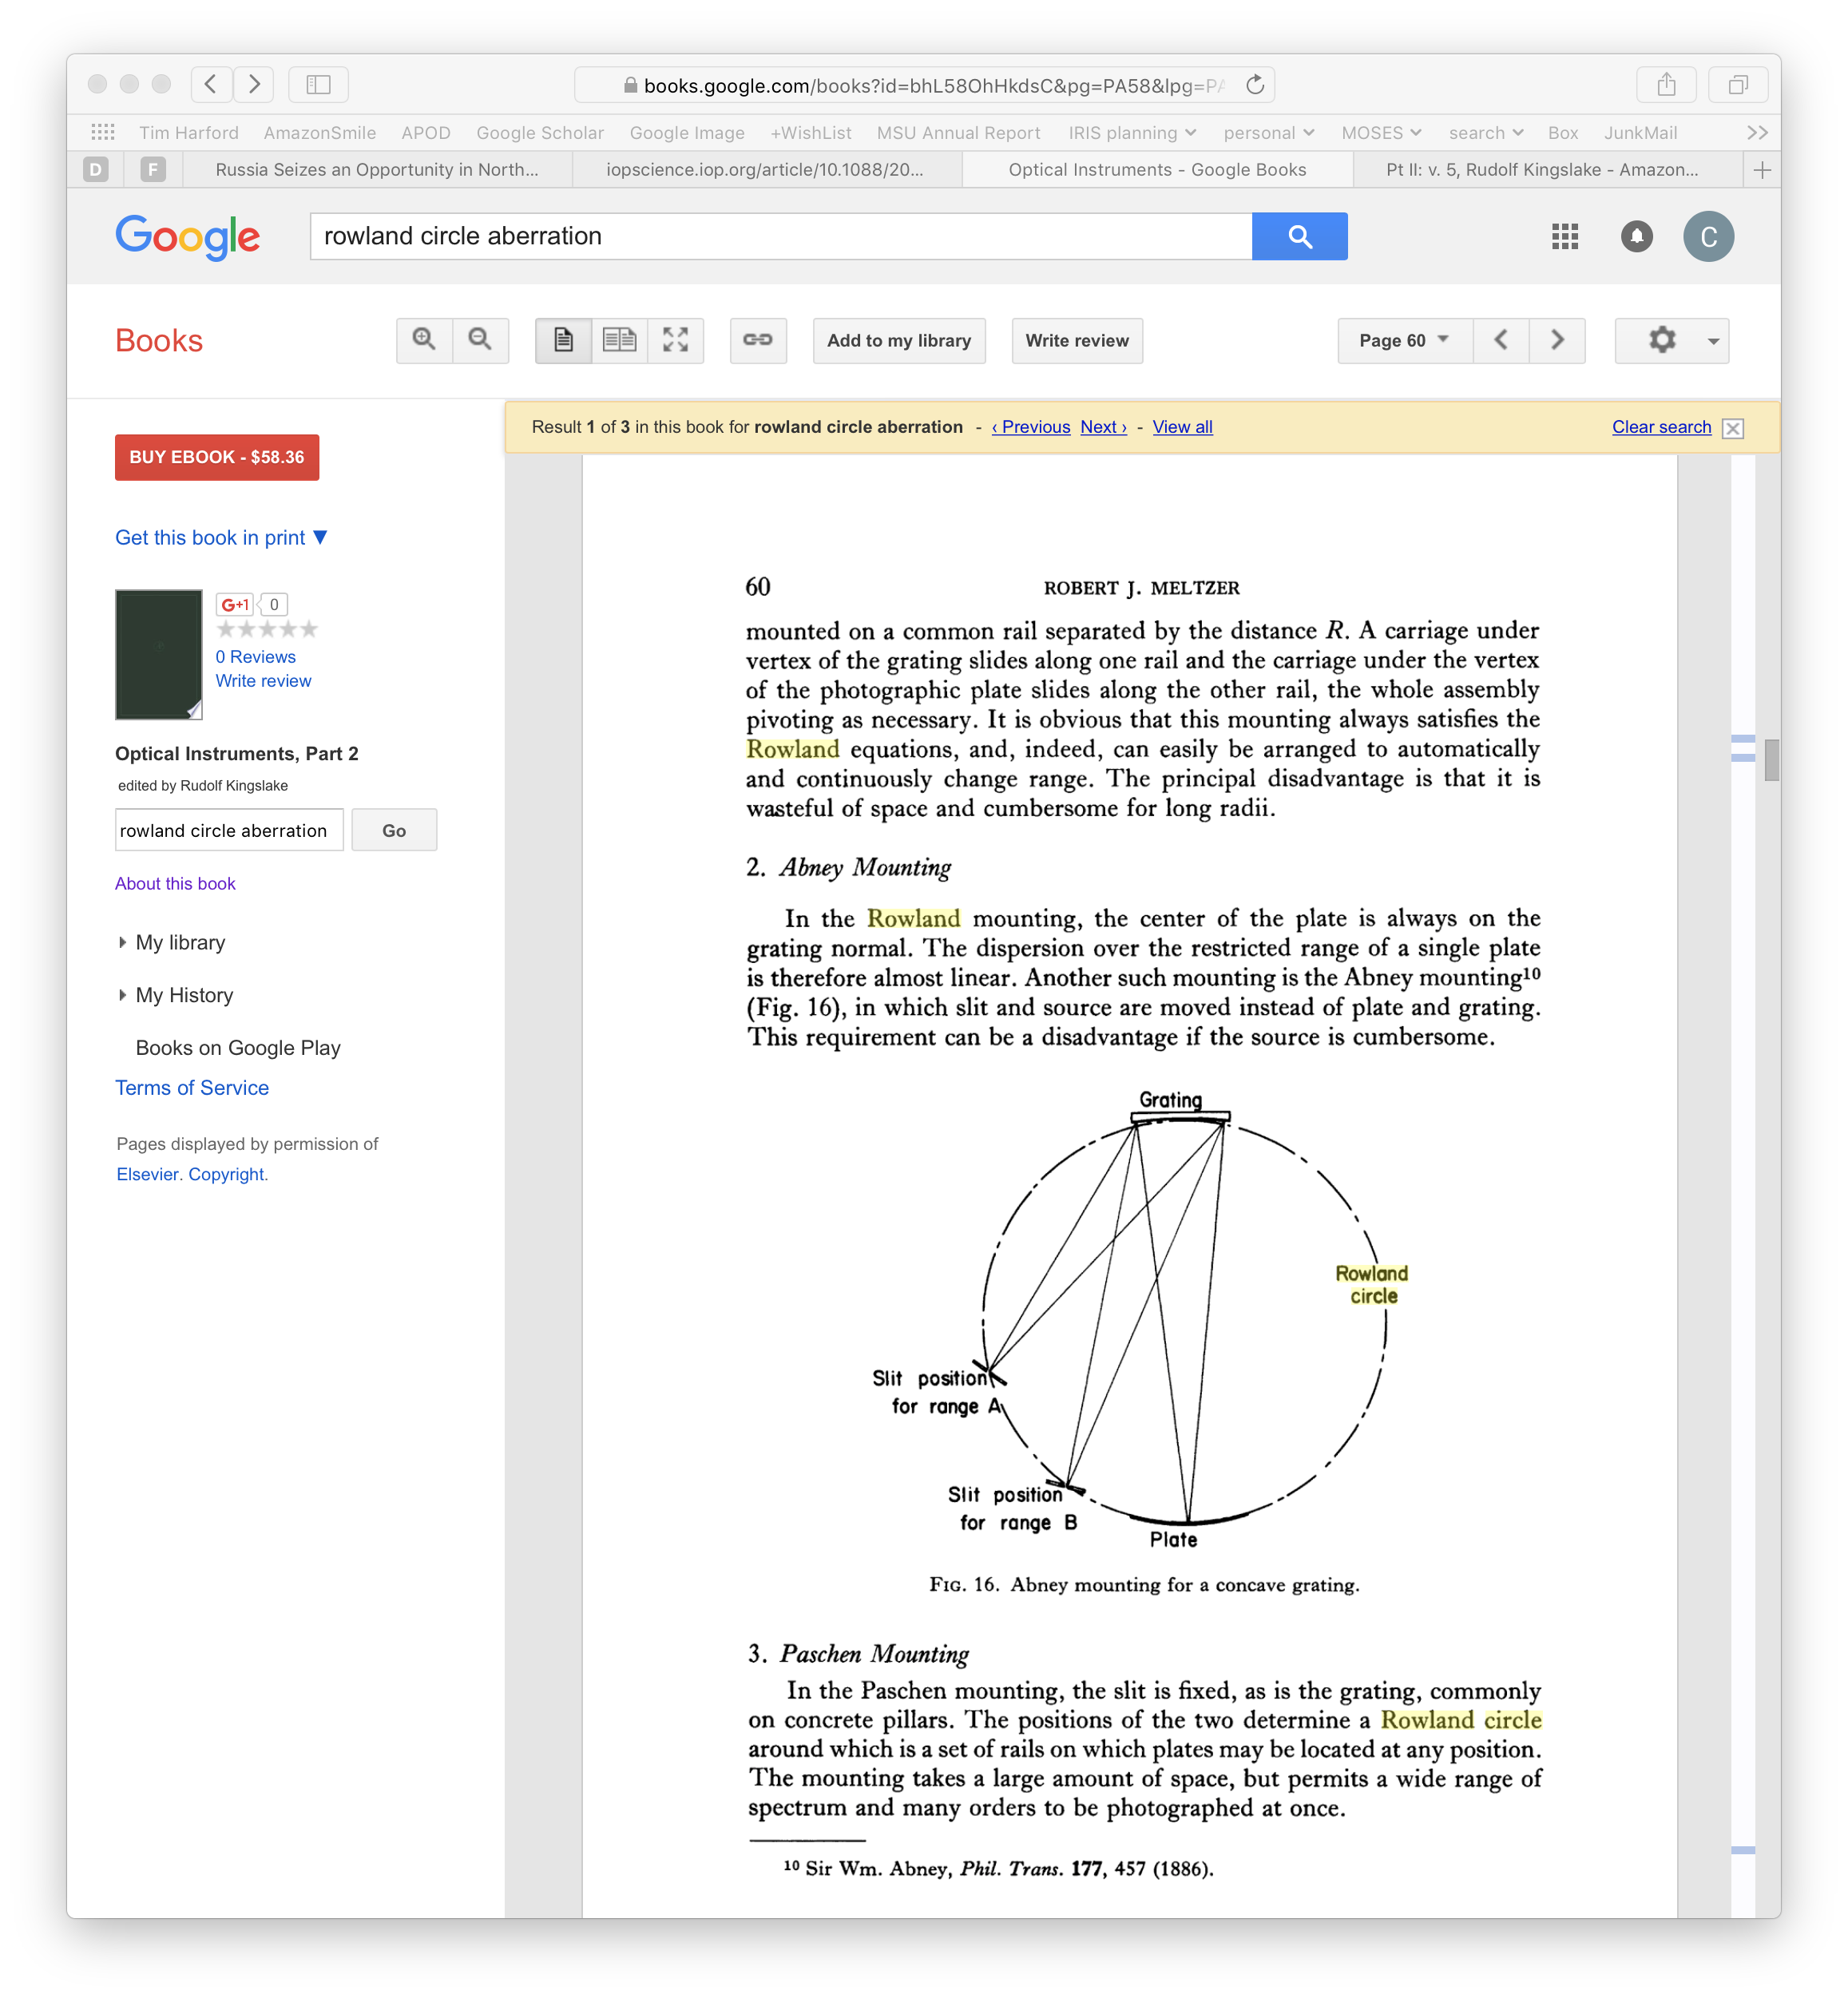 books.google.com/books?id=bhL58OhHkdsC&pg=PA58&lpg=PA
Tim Harford AmazonSmile APOD Google Scholar Google Image +WishList MSU Annual Report IRIS planning personal MOSES search Box JunkMail
D F Russia Seizes an Opportunity in North... iopscience.iop.org/article/10.1088/20... Optical Instruments - Google Books Pt II: v. 5, Rudolf Kingslake - Amazon...
Google rowland circle aberration C
Books Add to my library Write review Page 60
Result 1 of 3 in this book for rowland circle aberration - ‹ Previous Next › - View all Clear search
BUY EBOOK - $58.36
Get this book in print ▼
G+1 0
0 Reviews
Write review
Optical Instruments, Part 2
edited by Rudolf Kingslake
rowland circle aberration Go
About this book
My library
My History
Books on Google Play
Terms of Service
Pages displayed by permission of
Elsevier. Copyright.
60 ROBERT J. MELTZER
mounted on a common rail separated by the distance R. A carriage under
vertex of the grating slides along one rail and the carriage under the vertex
of the photographic plate slides along the other rail, the whole assembly
pivoting as necessary. It is obvious that this mounting always satisfies the
Rowland equations, and, indeed, can easily be arranged to automatically
and continuously change range. The principal disadvantage is that it is
wasteful of space and cumbersome for long radii.
2. Abney Mounting
In the Rowland mounting, the center of the plate is always on the
grating normal. The dispersion over the restricted range of a single plate
is therefore almost linear. Another such mounting is the Abney mounting¹⁰
(Fig. 16), in which slit and source are moved instead of plate and grating.
This requirement can be a disadvantage if the source is cumbersome.
Grating
Rowland
circle
Slit position
for range A
Slit position
for range B
Plate
FIG. 16. Abney mounting for a concave grating.
3. Paschen Mounting
In the Paschen mounting, the slit is fixed, as is the grating, commonly
on concrete pillars. The positions of the two determine a Rowland circle
around which is a set of rails on which plates may be located at any position.
The mounting takes a large amount of space, but permits a wide range of
spectrum and many orders to be photographed at once.
¹⁰ Sir Wm. Abney, Phil. Trans. 177, 457 (1886).